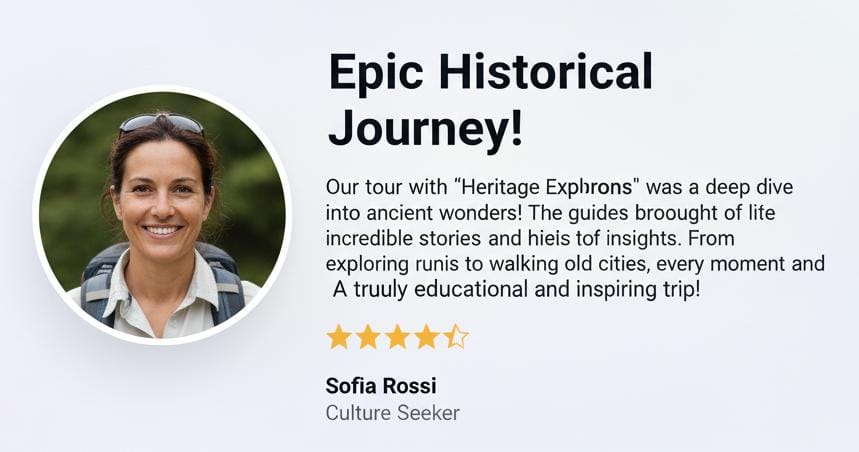 Epic Historical
Journey!
Our tour with “Heritage Exphrons" was a deep dive
into ancient wonders! The guides broought of life
incredible stories and hieis tof insights. From
exploring runis to walking old cities, every moment and
A truuly educational and inspiring trip!
Sofia Rossi
Culture Seeker